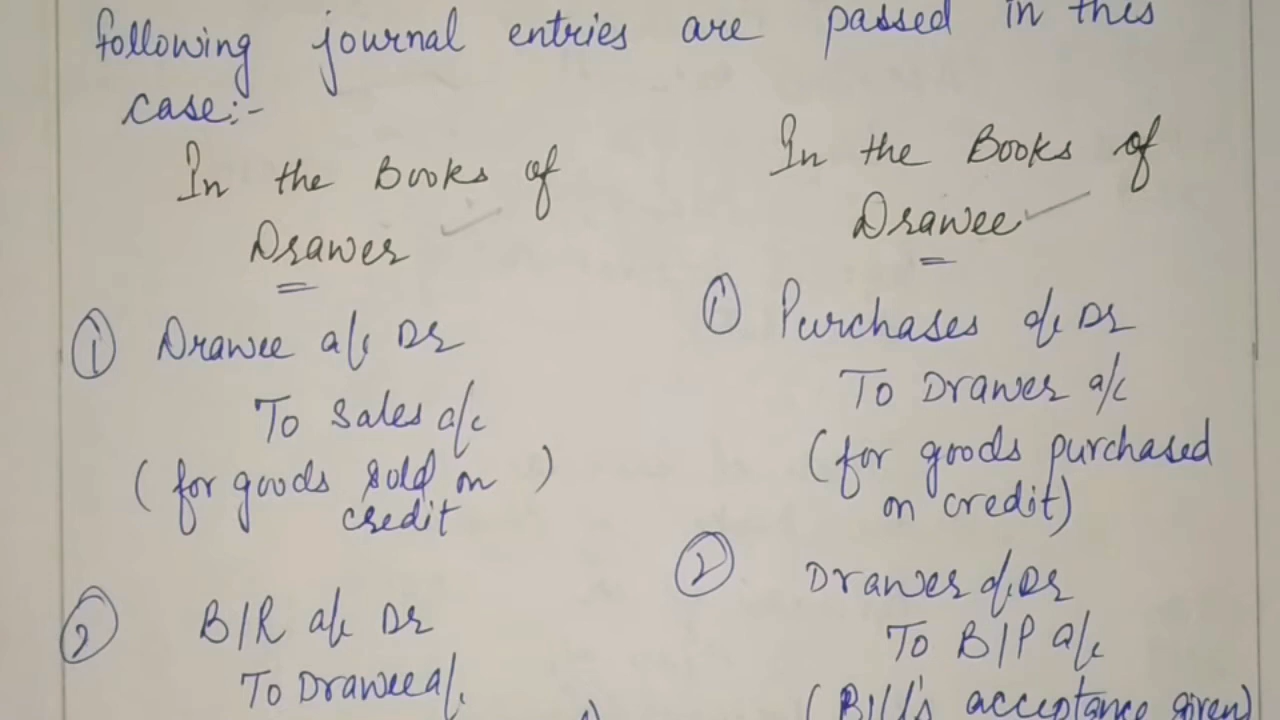 following journal entries are passed in this
case:-
In the Books of
Drawer
① Drawee a/c Dr
To Sales a/c
(for goods sold on )
credit
② B/R a/c Dr
To Drawee a/c
In the Books of
Drawee
① Purchases a/c Dr
To Drawer a/c
(for goods purchased
on credit)
② Drawer a/c Dr
To B/P a/c
(Bill's acceptance given)